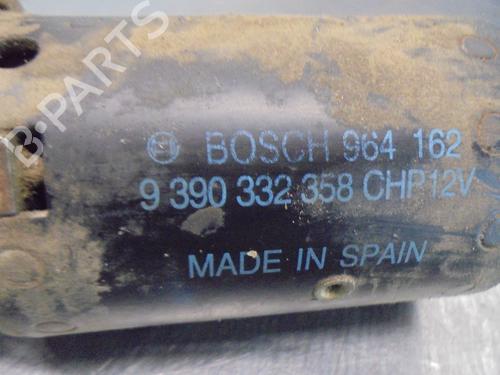 B-PARTS
BOSCH 964 162
9 390 332 358 CHP12V
MADE IN SPAIN